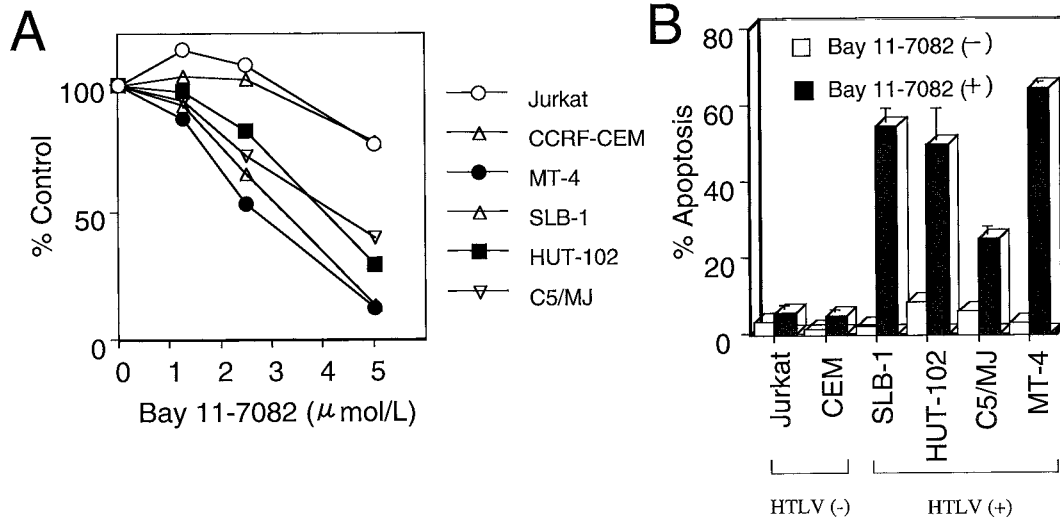 A
% Control
100
50
0
0 1 2 3 4 5
Bay 11-7082 (μ mol/L)
Jurkat
CCRF-CEM
MT-4
SLB-1
HUT-102
C5/MJ
B
% Apoptosis
80
60
40
20
0
Bay 11-7082 (−)
Bay 11-7082 (+)
Jurkat
CEM
SLB-1
HUT-102
C5/MJ
MT-4
HTLV (-)
HTLV (+)